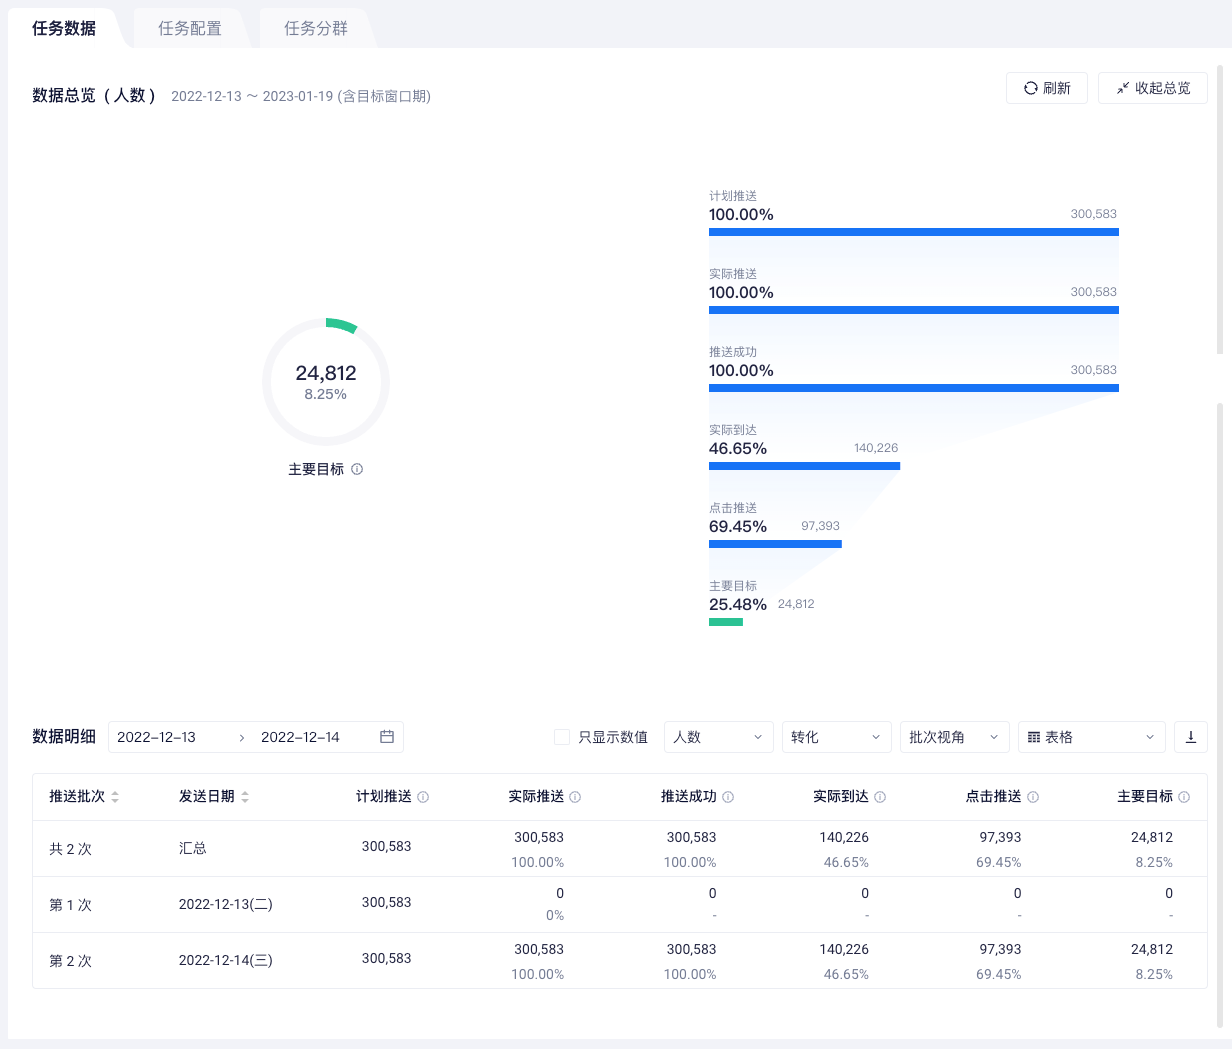 任务数据 任务配置 任务分群
数据总览 ( 人数 ) 2022-12-13 ～ 2023-01-19 (含目标窗口期) 刷新 收起总览
计划推送
100.00% 300,583
实际推送
100.00% 300,583
推送成功
100.00% 300,583
实际到达
46.65% 140,226
点击推送
69.45% 97,393
主要目标
25.48% 24,812
24,812
8.25%
主要目标
数据明细 2022-12-13 2022-12-14 只显示数值 人数 转化 批次视角 表格
推送批次 发送日期 计划推送 实际推送 推送成功 实际到达 点击推送 主要目标
共 2 次 汇总 300,583 300,583 300,583 140,226 97,393 24,812
100.00% 100.00% 46.65% 69.45% 8.25%
第 1 次 2022-12-13(二) 300,583 0 0 0 0 0
0% - - - -
第 2 次 2022-12-14(三) 300,583 300,583 300,583 140,226 97,393 24,812
100.00% 100.00% 46.65% 69.45% 8.25%